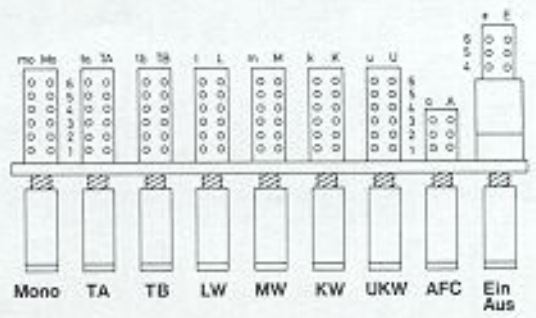 e E
6
5
4
mo Mo ta TA tb TB l L m M k K u U
6 6
5 5
4 4
3 3
2 2
1 1
a A
Mono TA TB LW MW KW UKW AFC Ein
Aus